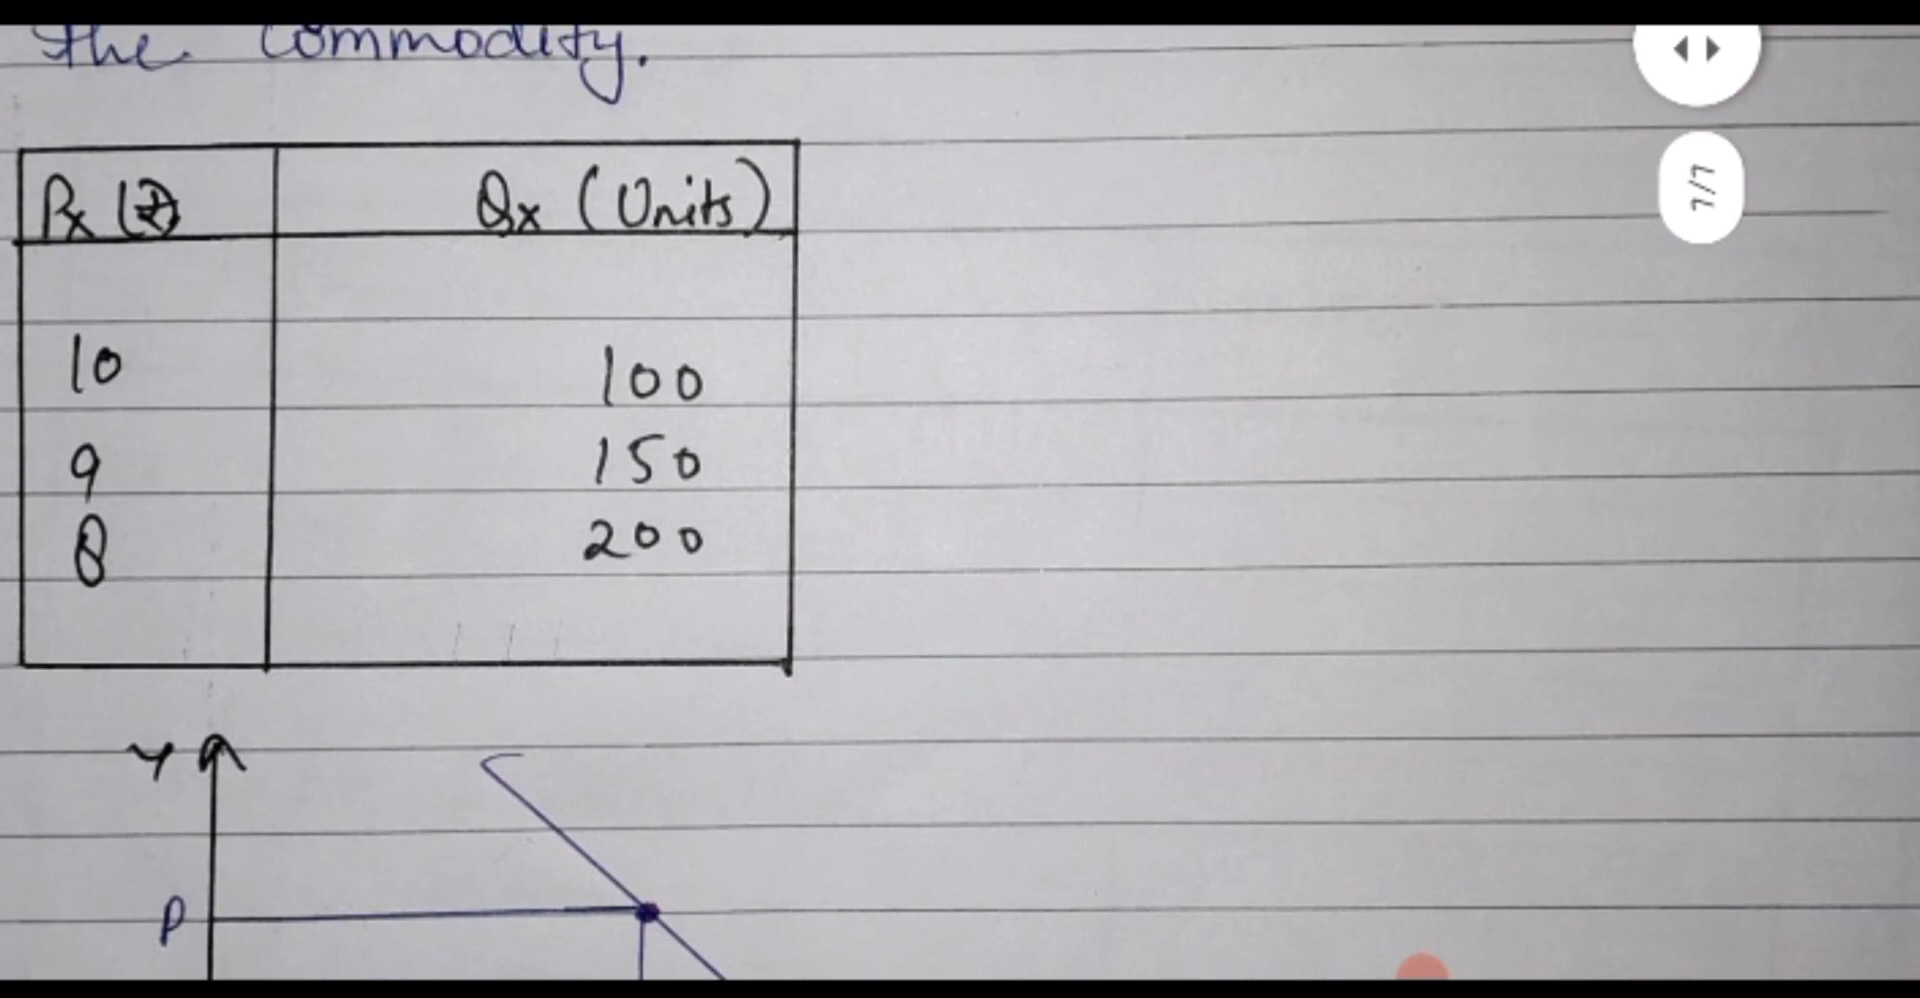 the commodity.
Px (₹) Qx (Units)
10 100
9 150
8 200
Y
P
7/7